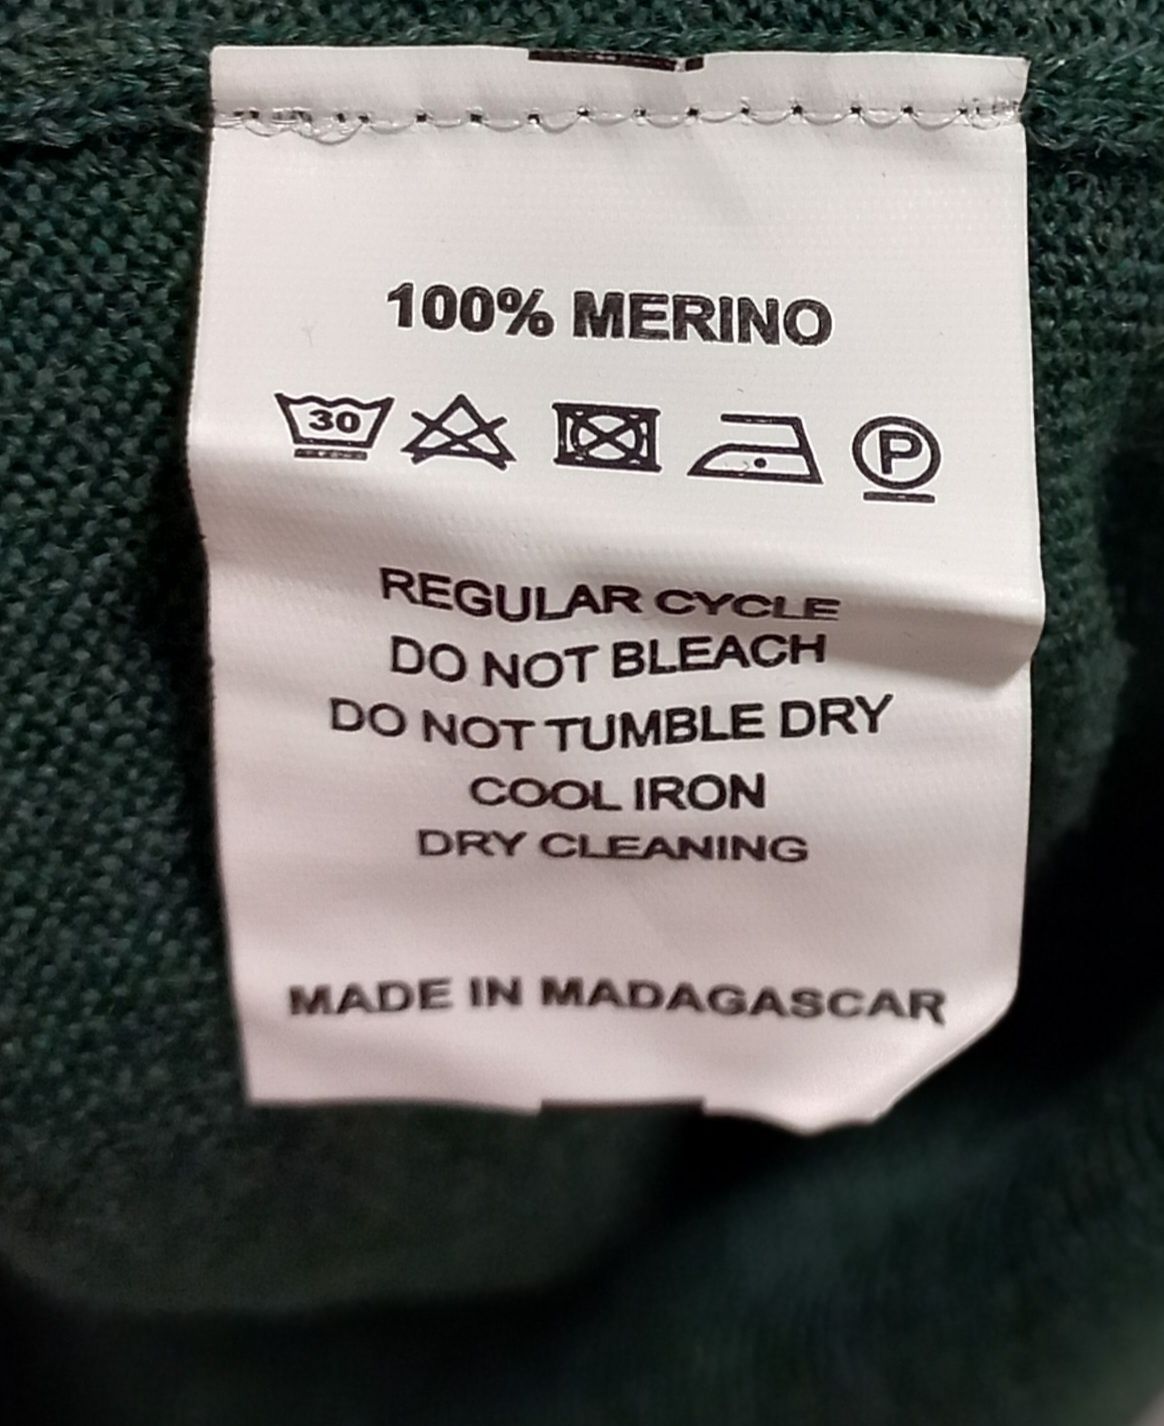 100% MERINO
30 P
REGULAR CYCLE
DO NOT BLEACH
DO NOT TUMBLE DRY
COOL IRON
DRY CLEANING
MADE IN MADAGASCAR